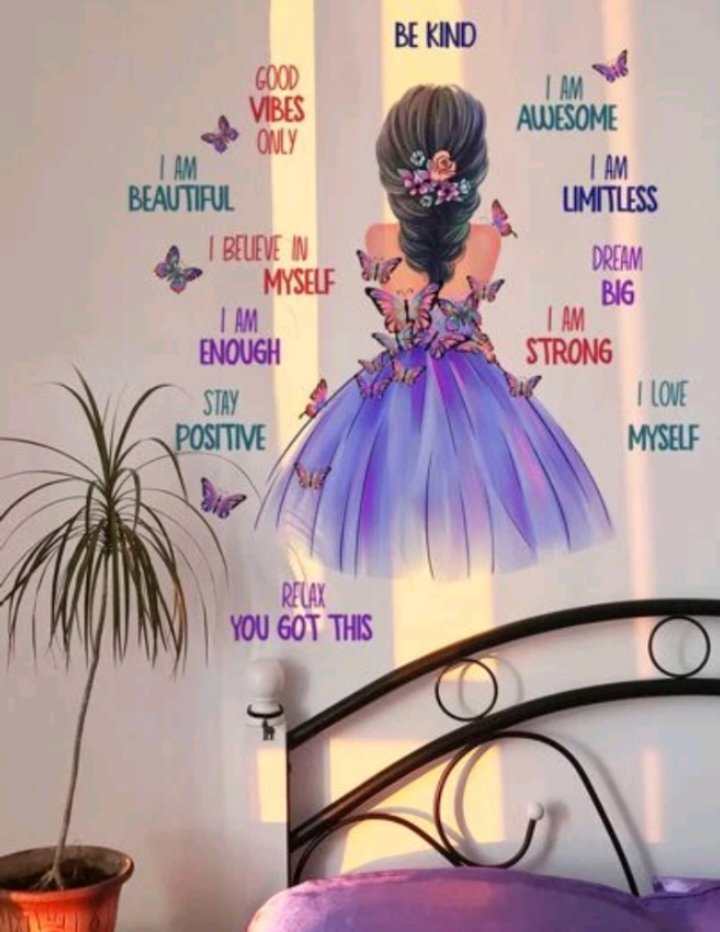 BE KIND
GOOD
VIBES
ONLY
I AM
AWESOME
I AM
BEAUTIFUL
I AM
LIMITLESS
I BELIEVE IN
MYSELF
DREAM
BIG
I AM
ENOUGH
I AM
STRONG
STAY
POSITIVE
I LOVE
MYSELF
RELAX
YOU GOT THIS